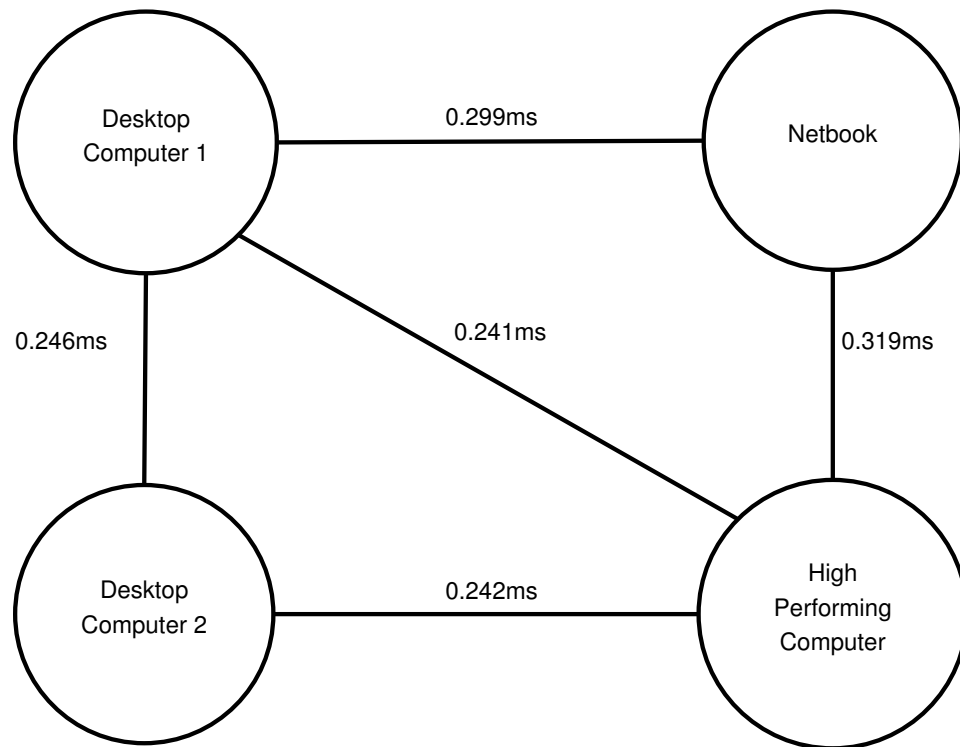 Desktop
Computer 1
0.299ms
Netbook
0.246ms
0.241ms
0.319ms
Desktop
Computer 2
0.242ms
High
Performing
Computer